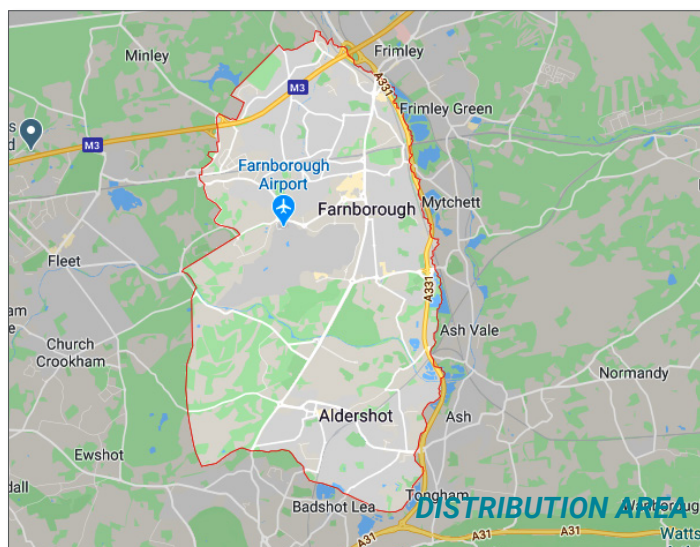 Minley
Frimley
M3
A331
Frimley Green
M3
Farnborough
Airport
Farnborough
Mytchett
Fleet
A331
Ash Vale
Church
Crookham
Normandy
Aldershot
Ash
Ewshot
Badshot Lea
Tongham
DISTRIBUTION AREA
A31
A31
Watts